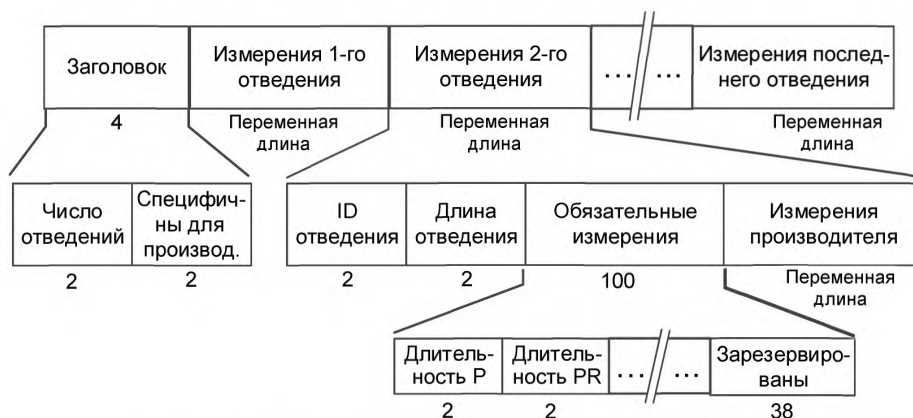 Заголовок
Измерения 1-го
отведения
Измерения 2-го
отведения
... ...
Измерения послед-
него отведения
4
Переменная
длина
Переменная
длина
Переменная
длина
Число
отведений
Специфич-
ны для
производ.
ID
отведения
Длина
отведения
Обязательные
измерения
Измерения
производителя
2
2
2
2
100
Переменная
длина
Длитель-
ность P
Длитель-
ность PR
... ...
Зарезервиро-
ваны
2
2
38